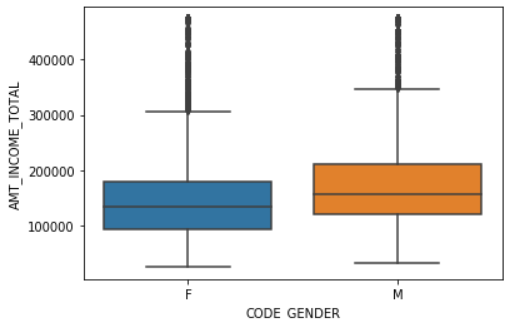 AMT_INCOME_TOTAL
400000
300000
200000
100000
F M
CODE_GENDER